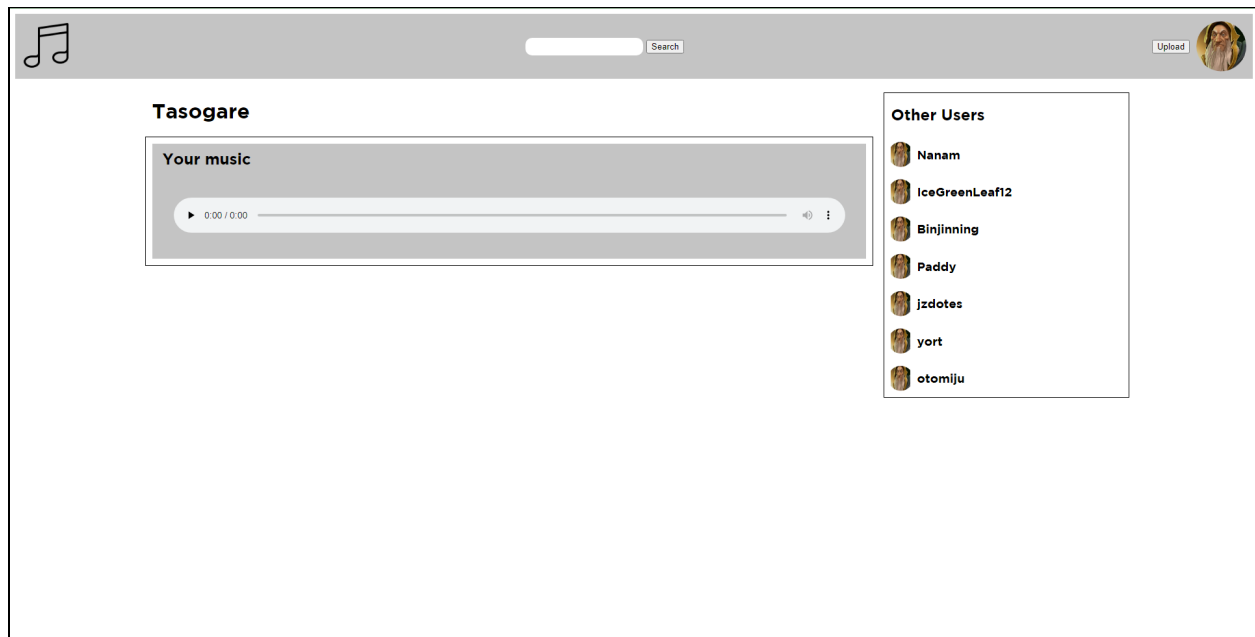 Search
Upload
Tasogare
Your music
0:00 / 0:00
Other Users
Nanam
IceGreenLeaf12
Binjinning
Paddy
jzdotes
yort
otomiju